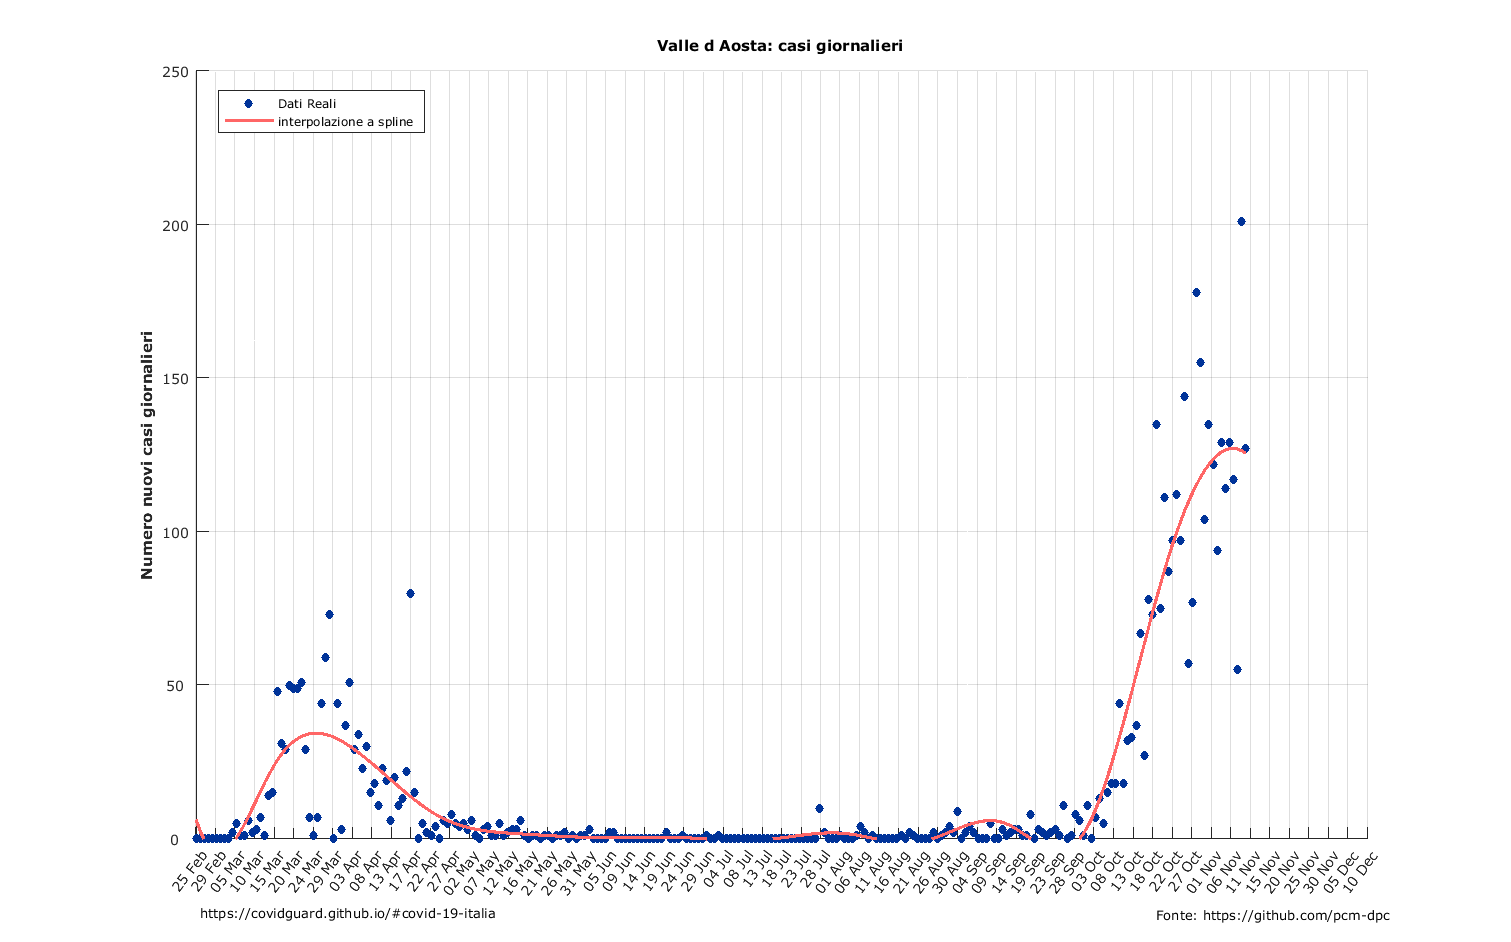 Valle d Aosta: casi giornalieri
Dati Reali
interpolazione a spline
Numero nuovi casi giornalieri
250
200
150
100
50
0
25 Feb
29 Feb
05 Mar
10 Mar
15 Mar
20 Mar
24 Mar
29 Mar
03 Apr
08 Apr
13 Apr
17 Apr
22 Apr
27 Apr
02 May
07 May
12 May
16 May
21 May
26 May
31 May
05 Jun
09 Jun
14 Jun
19 Jun
24 Jun
29 Jun
04 Jul
08 Jul
13 Jul
18 Jul
23 Jul
28 Jul
01 Aug
06 Aug
11 Aug
16 Aug
21 Aug
26 Aug
30 Aug
04 Sep
09 Sep
14 Sep
19 Sep
23 Sep
28 Sep
03 Oct
08 Oct
13 Oct
18 Oct
22 Oct
27 Oct
01 Nov
06 Nov
11 Nov
15 Nov
20 Nov
25 Nov
30 Nov
05 Dec
10 Dec
https://covidguard.github.io/#covid-19-italia
Fonte: https://github.com/pcm-dpc